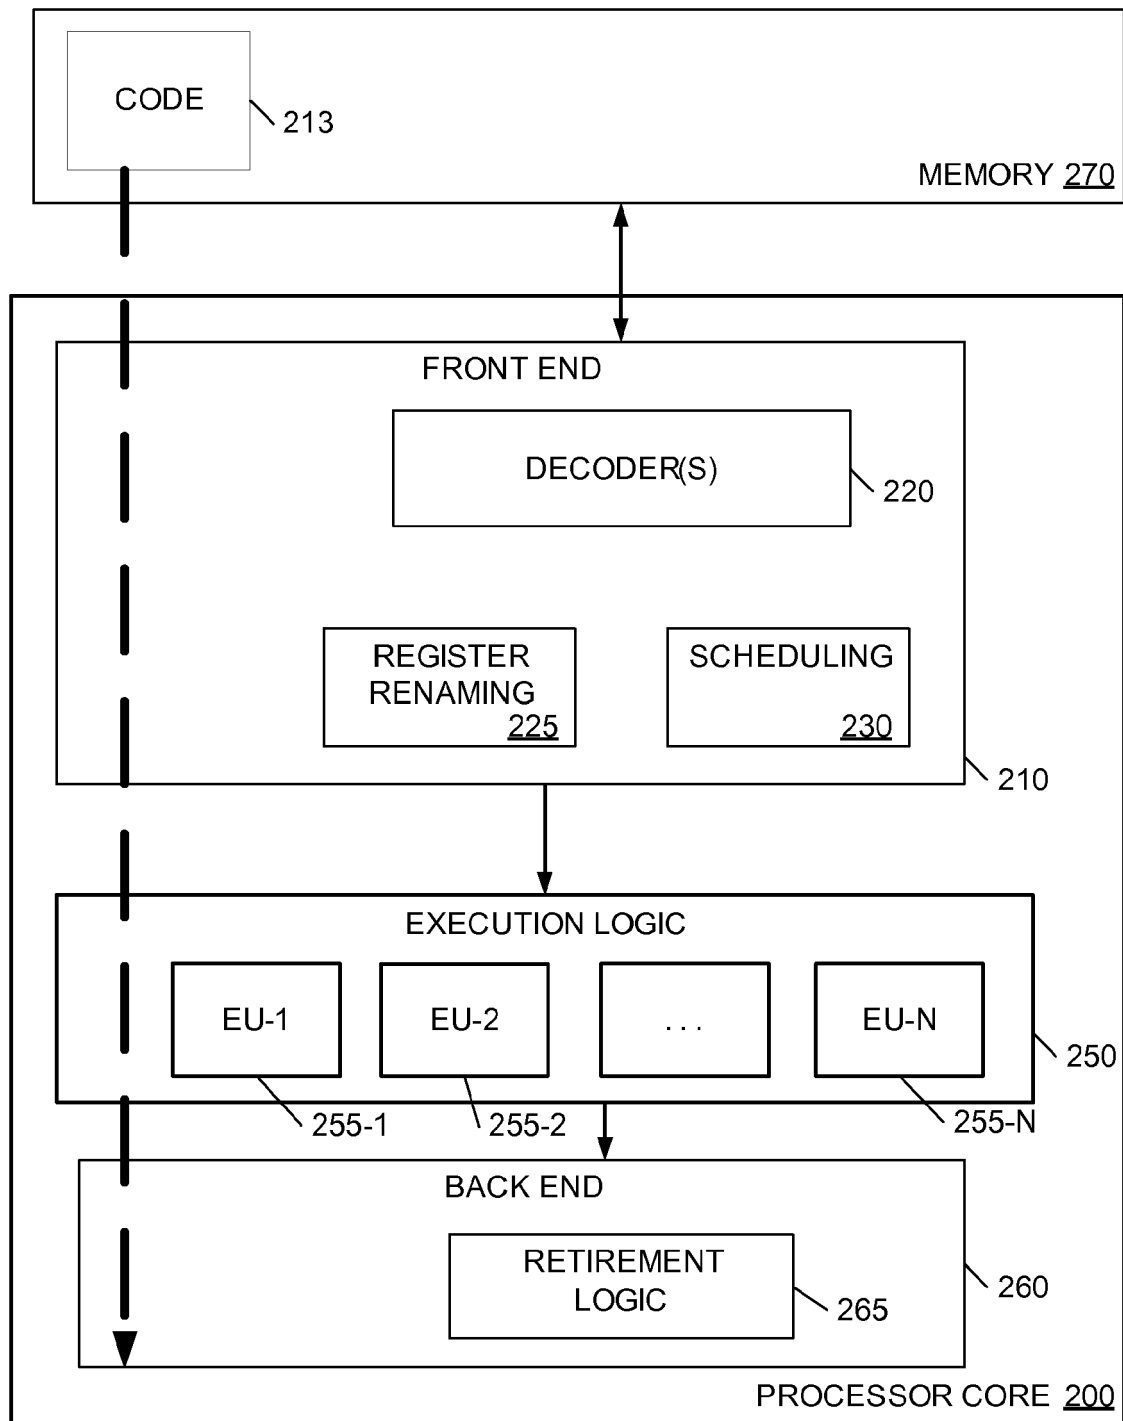 CODE
213
MEMORY 270
FRONT END
DECODER(S)
220
REGISTER
RENAMING
225
SCHEDULING
230
210
EXECUTION LOGIC
EU-1
EU-2
. . .
EU-N
250
255-1
255-2
255-N
BACK END
RETIREMENT
LOGIC
265
260
PROCESSOR CORE 200